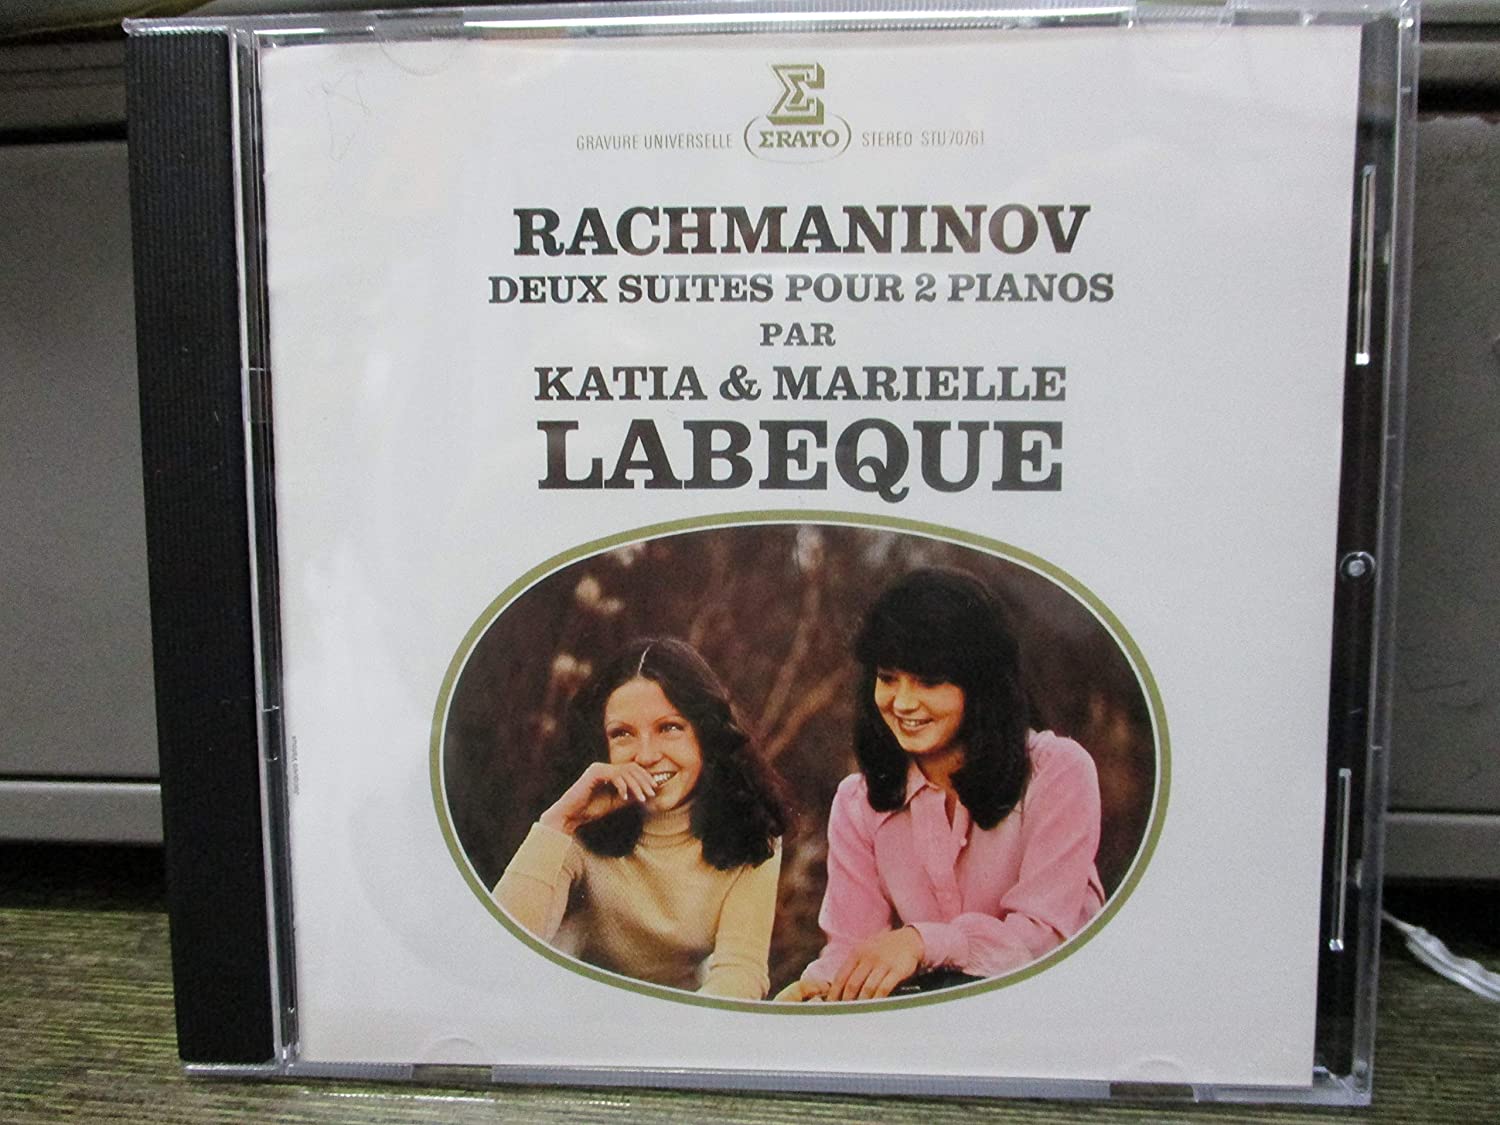 Σ
GRAVURE UNIVERSELLE ΣRATO STEREO STU 70761
RACHMANINOV
DEUX SUITES POUR 2 PIANOS
PAR
KATIA & MARIELLE
LABEQUE